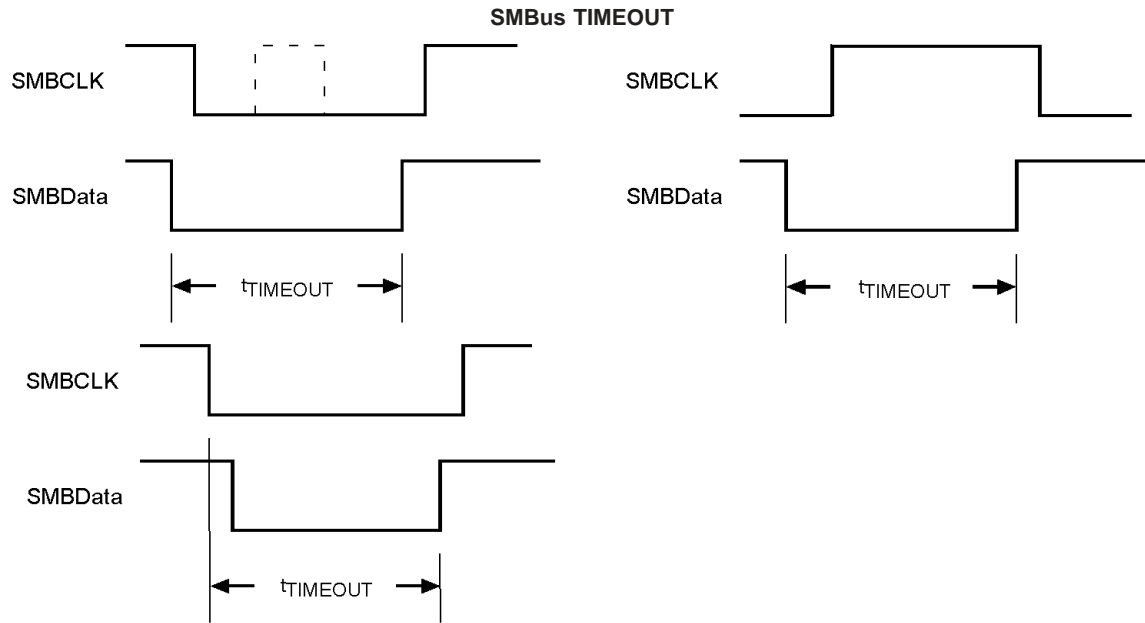 SMBus TIMEOUT
SMBCLK
SMBData
tTIMEOUT
SMBCLK
SMBData
tTIMEOUT
SMBCLK
SMBData
tTIMEOUT